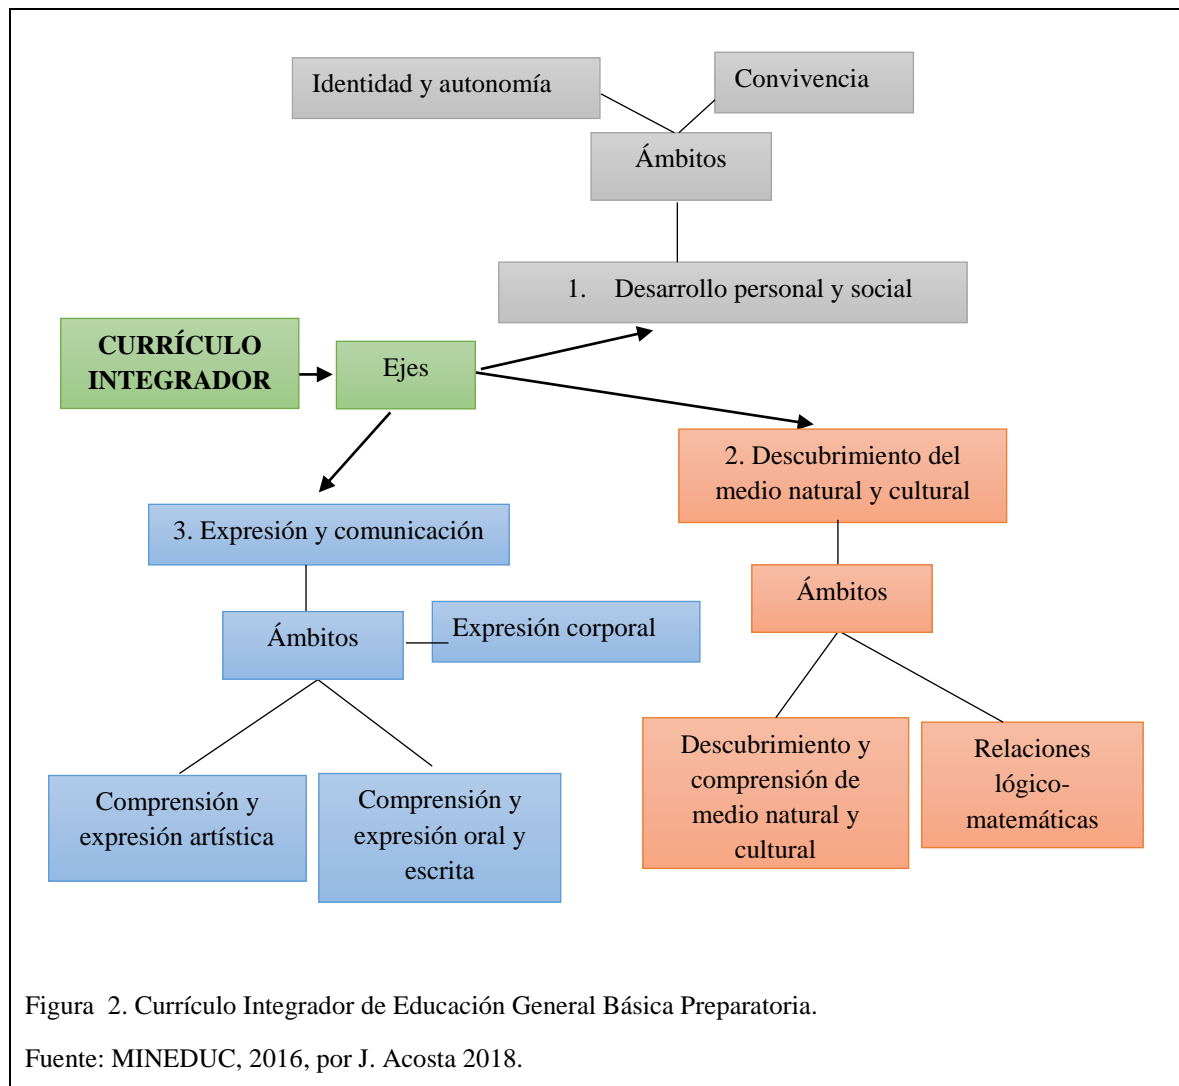 Identidad y autonomía
Convivencia
Ámbitos
1. Desarrollo personal y social
CURRÍCULO
INTEGRADOR
Ejes
2. Descubrimiento del
medio natural y cultural
3. Expresión y comunicación
Ámbitos
Ámbitos
Expresión corporal
Descubrimiento y
comprensión de
medio natural y
cultural
Relaciones
lógico-
matemáticas
Comprensión y
expresión artística
Comprensión y
expresión oral y
escrita
Figura 2. Currículo Integrador de Educación General Básica Preparatoria.
Fuente: MINEDUC, 2016, por J. Acosta 2018.